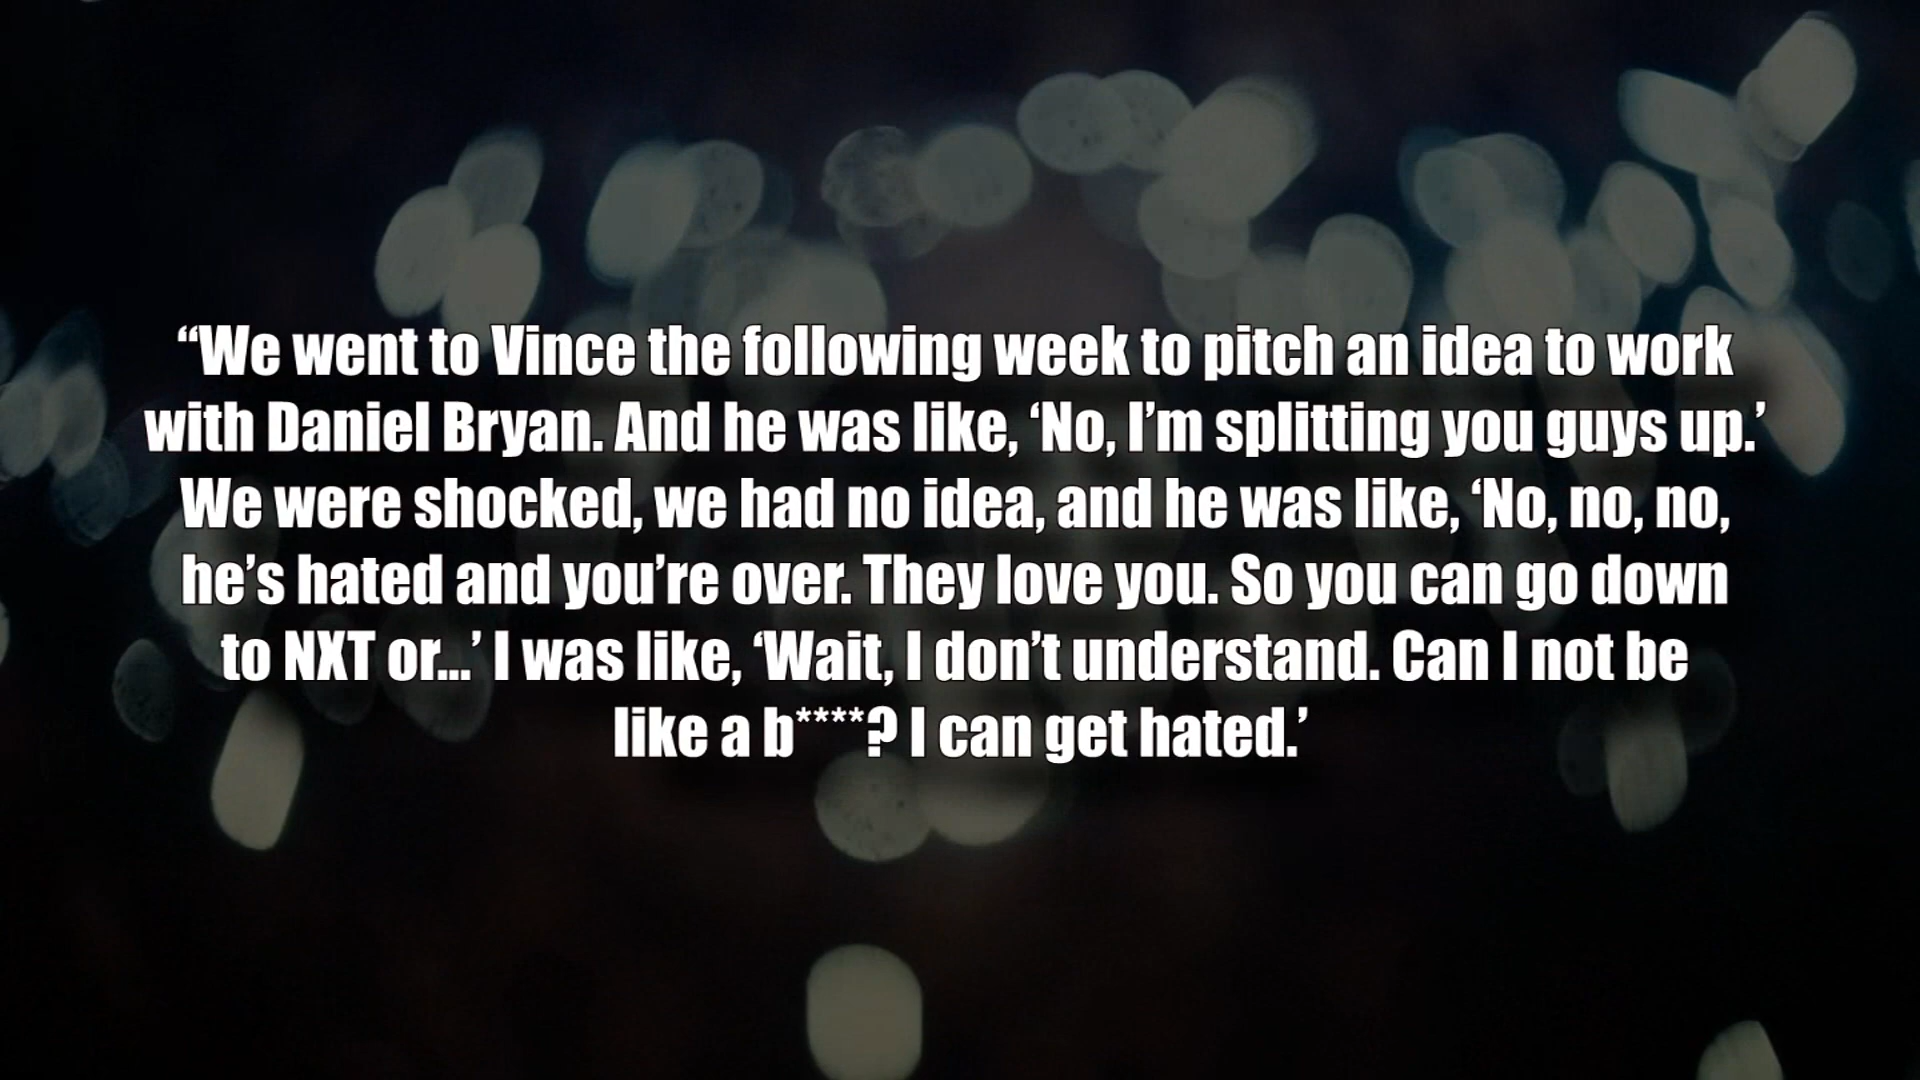 “We went to Vince the following week to pitch an idea to work
with Daniel Bryan. And he was like, ‘No, I’m splitting you guys up.’
We were shocked, we had no idea, and he was like, ‘No, no, no,
he’s hated and you’re over. They love you. So you can go down
to NXT or...’ I was like, ‘Wait, I don’t understand. Can I not be
like a b****? I can get hated.’